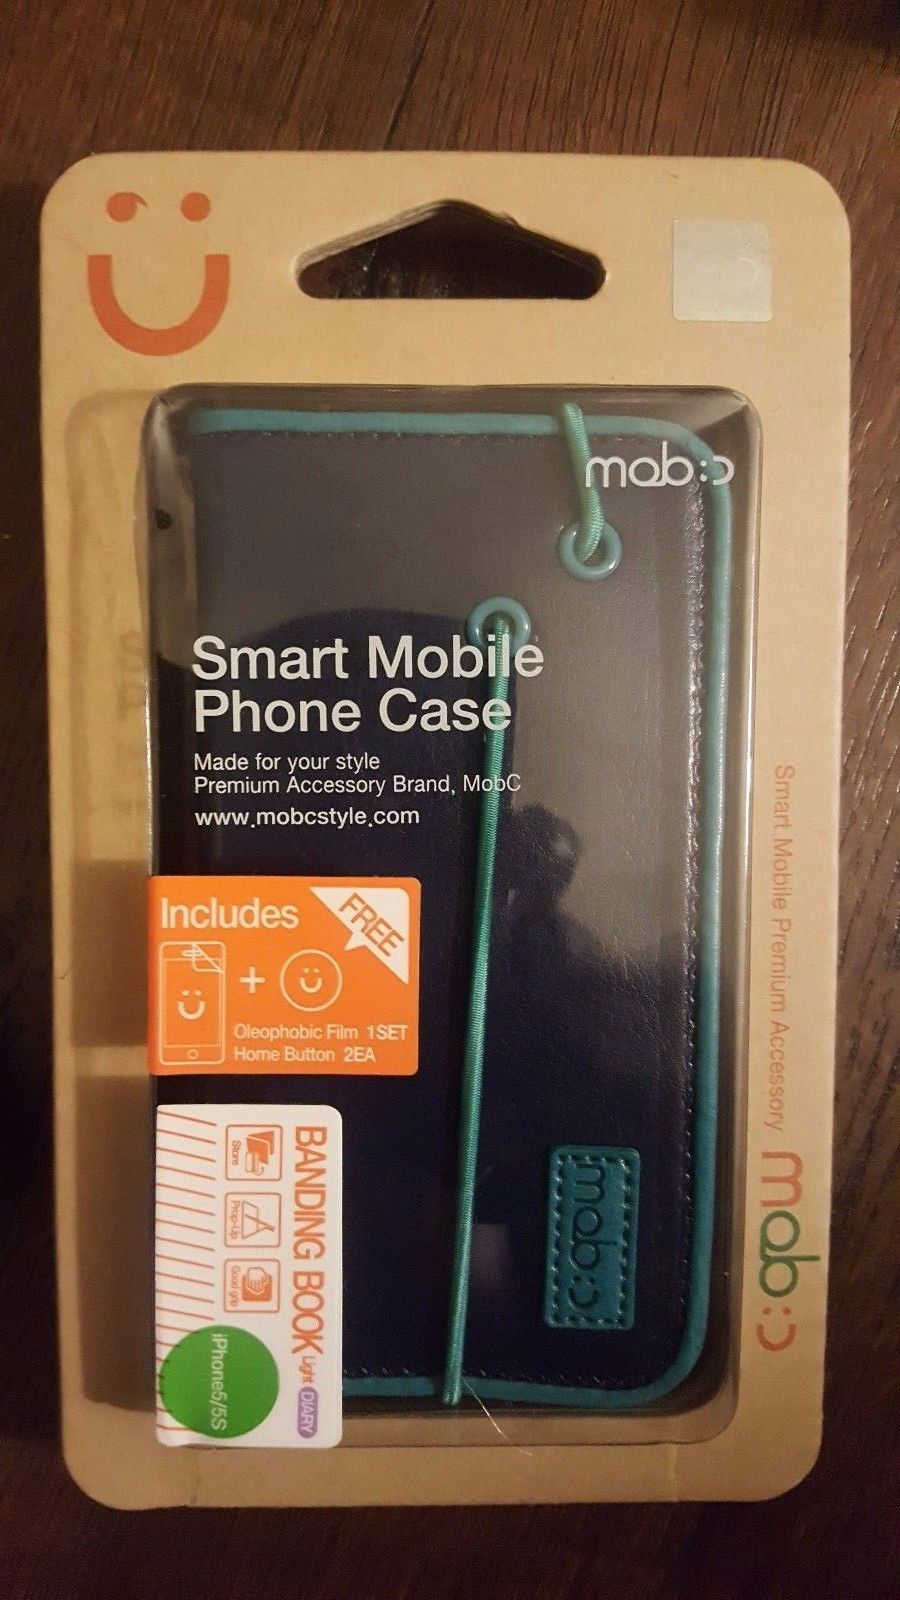 mob:c
Smart Mobile
Phone Case
Made for your style
Premium Accessory Brand, MobC
www.mobcstyle.com
Includes
FREE
Oleophobic Film 1SET
Home Button 2EA
BANDING BOOK Light DIARY
Store
Prop-Up
Good grip
iPhone5/5S
mob:c
Smart Mobile Premium Accessory mob:c